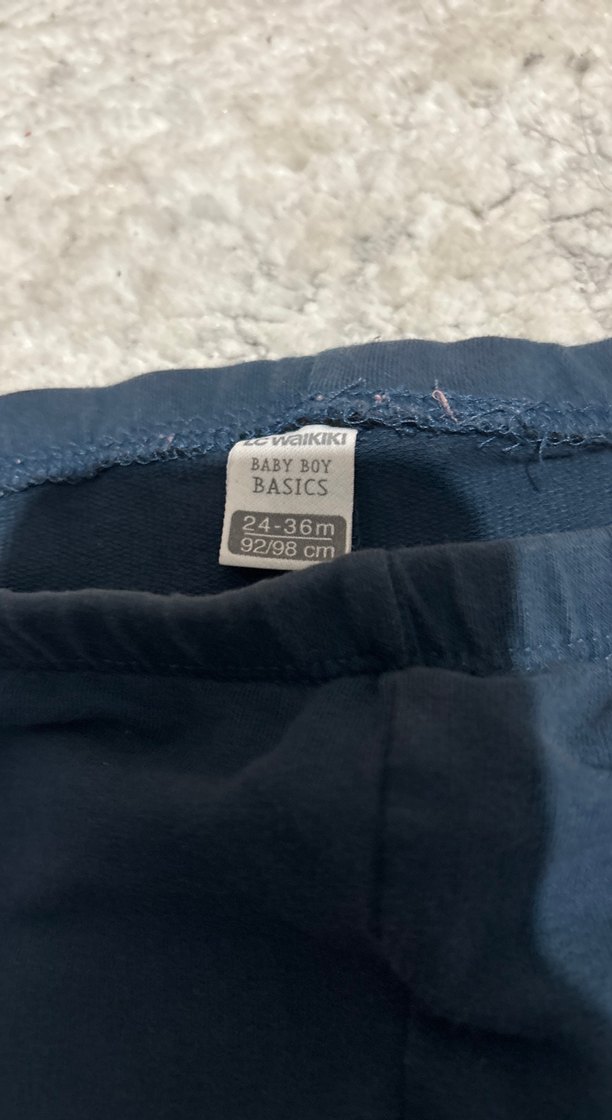 LC WAIKIKI
BABY BOY
BASICS
24-36m
92/98 cm